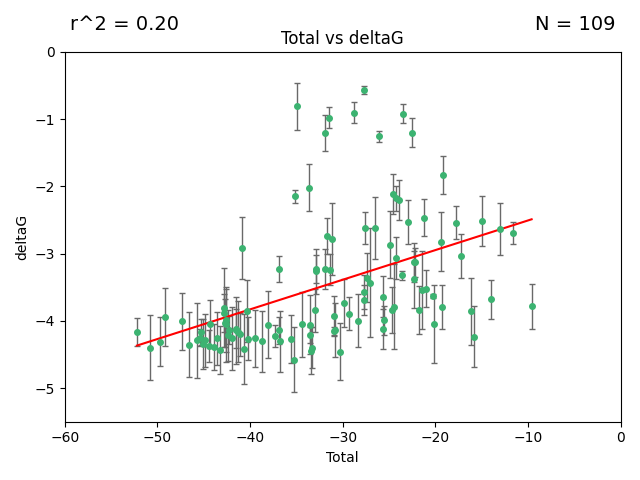 r^2 = 0.20
N = 109
Total vs deltaG
0
−1
−2
−3
−4
−5
deltaG
−60
−50
−40
−30
−20
−10
0
Total